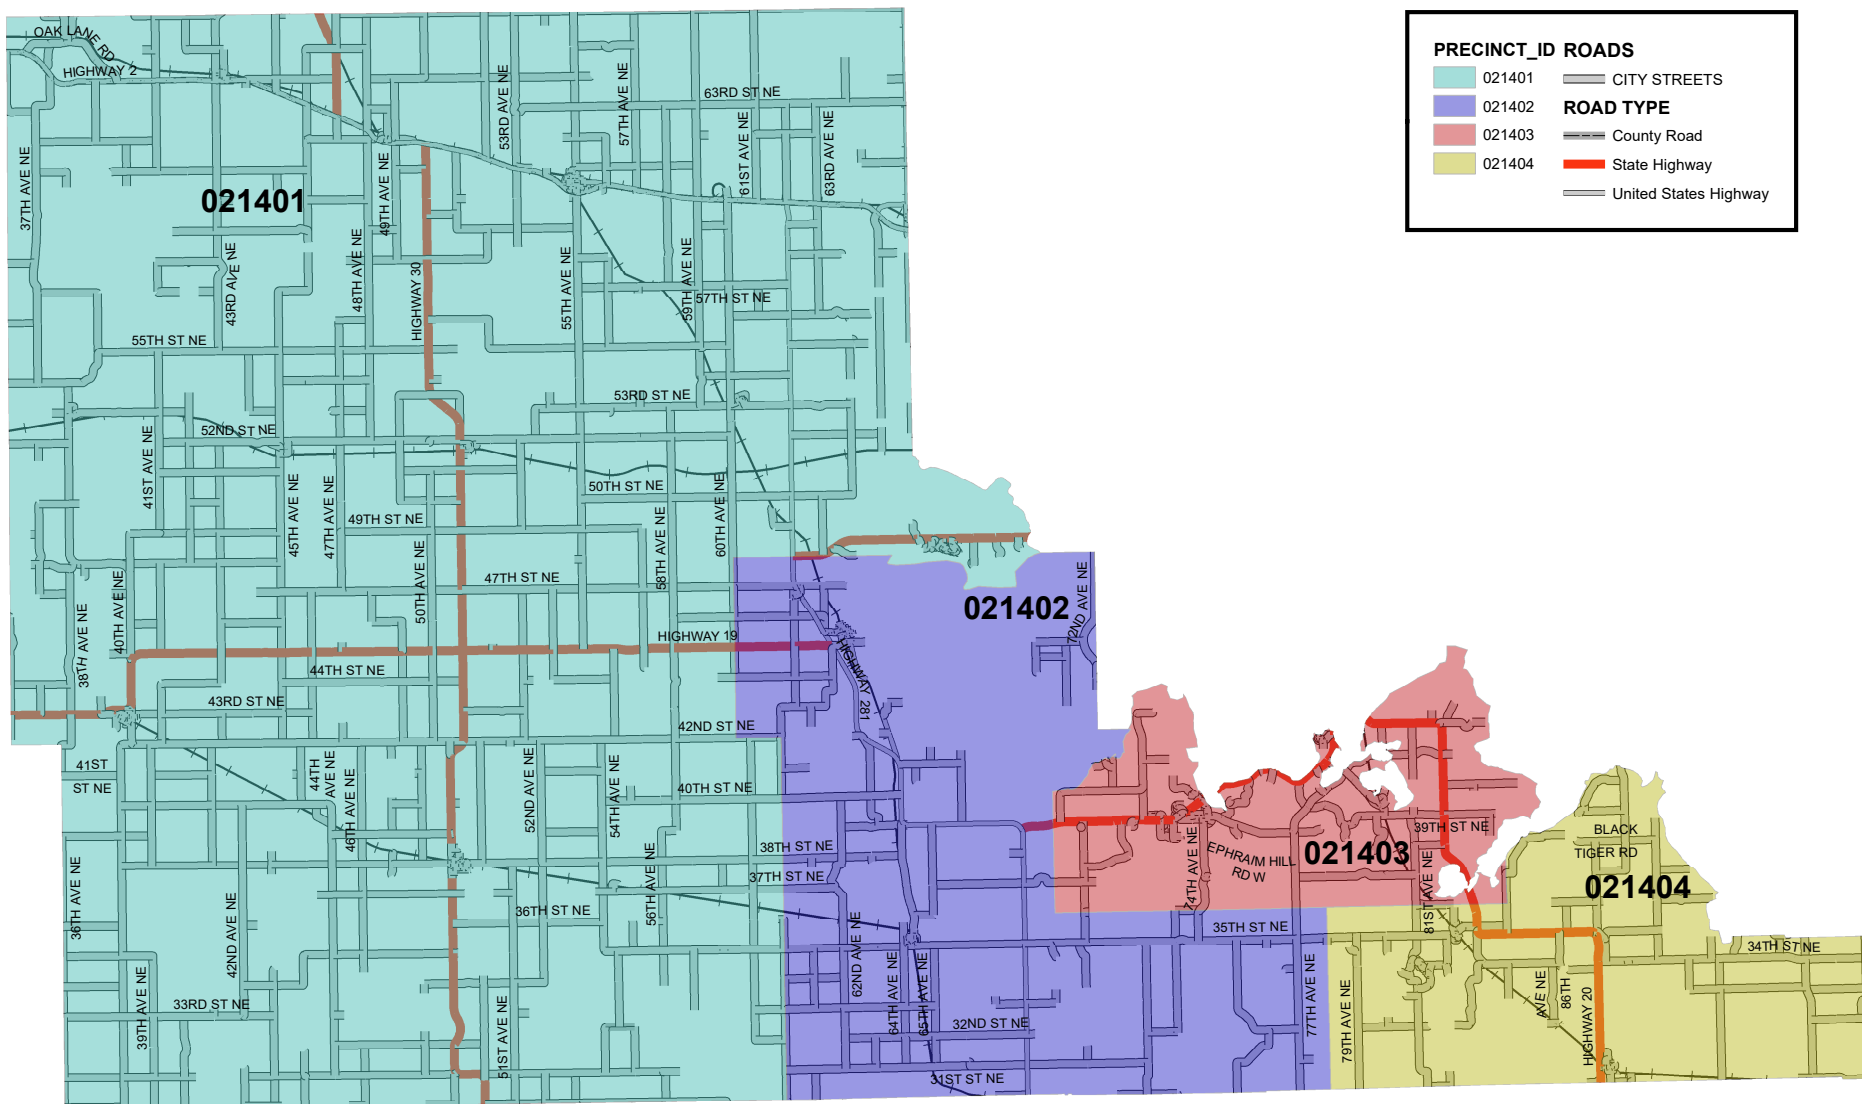 PRECINCT_ID ROADS
021401
CITY STREETS
021402
ROAD TYPE
021403
County Road
021404
State Highway
United States Highway
OAK LANE RD
HIGHWAY 2
63RD ST NE
53RD AVE NE
57TH AVE NE
61ST AVE NE
63RD AVE NE
37TH AVE NE
49TH AVE NE
021401
43RD AVE NE
48TH AVE NE
HIGHWAY 30
55TH AVE NE
59TH AVE NE
57TH ST NE
55TH ST NE
53RD ST NE
52ND ST NE
41ST AVE NE
45TH AVE NE
47TH AVE NE
50TH ST NE
49TH ST NE
58TH AVE NE
60TH AVE NE
50TH AVE NE
47TH ST NE
40TH AVE NE
38TH AVE NE
021402
72ND AVE NE
HIGHWAY 19
44TH ST NE
43RD ST NE
HIGHWAY 281
42ND ST NE
41ST
ST NE
44TH
AVE NE
46TH AVE NE
52ND AVE NE
54TH AVE NE
40TH ST NE
38TH ST NE
37TH ST NE
36TH ST NE
56TH AVE NE
36TH AVE NE
42ND AVE NE
39TH AVE NE
33RD ST NE
51ST AVE NE
62ND AVE NE
64TH AVE NE
65TH AVE NE
32ND ST NE
31ST ST NE
74TH AVE NE
EPHRAIM HILL
RD W
021403
39TH ST NE
81ST AVE NE
35TH ST NE
77TH AVE NE
79TH AVE NE
BLACK
TIGER RD
021404
34TH ST NE
86TH
AVE NE
HIGHWAY 20